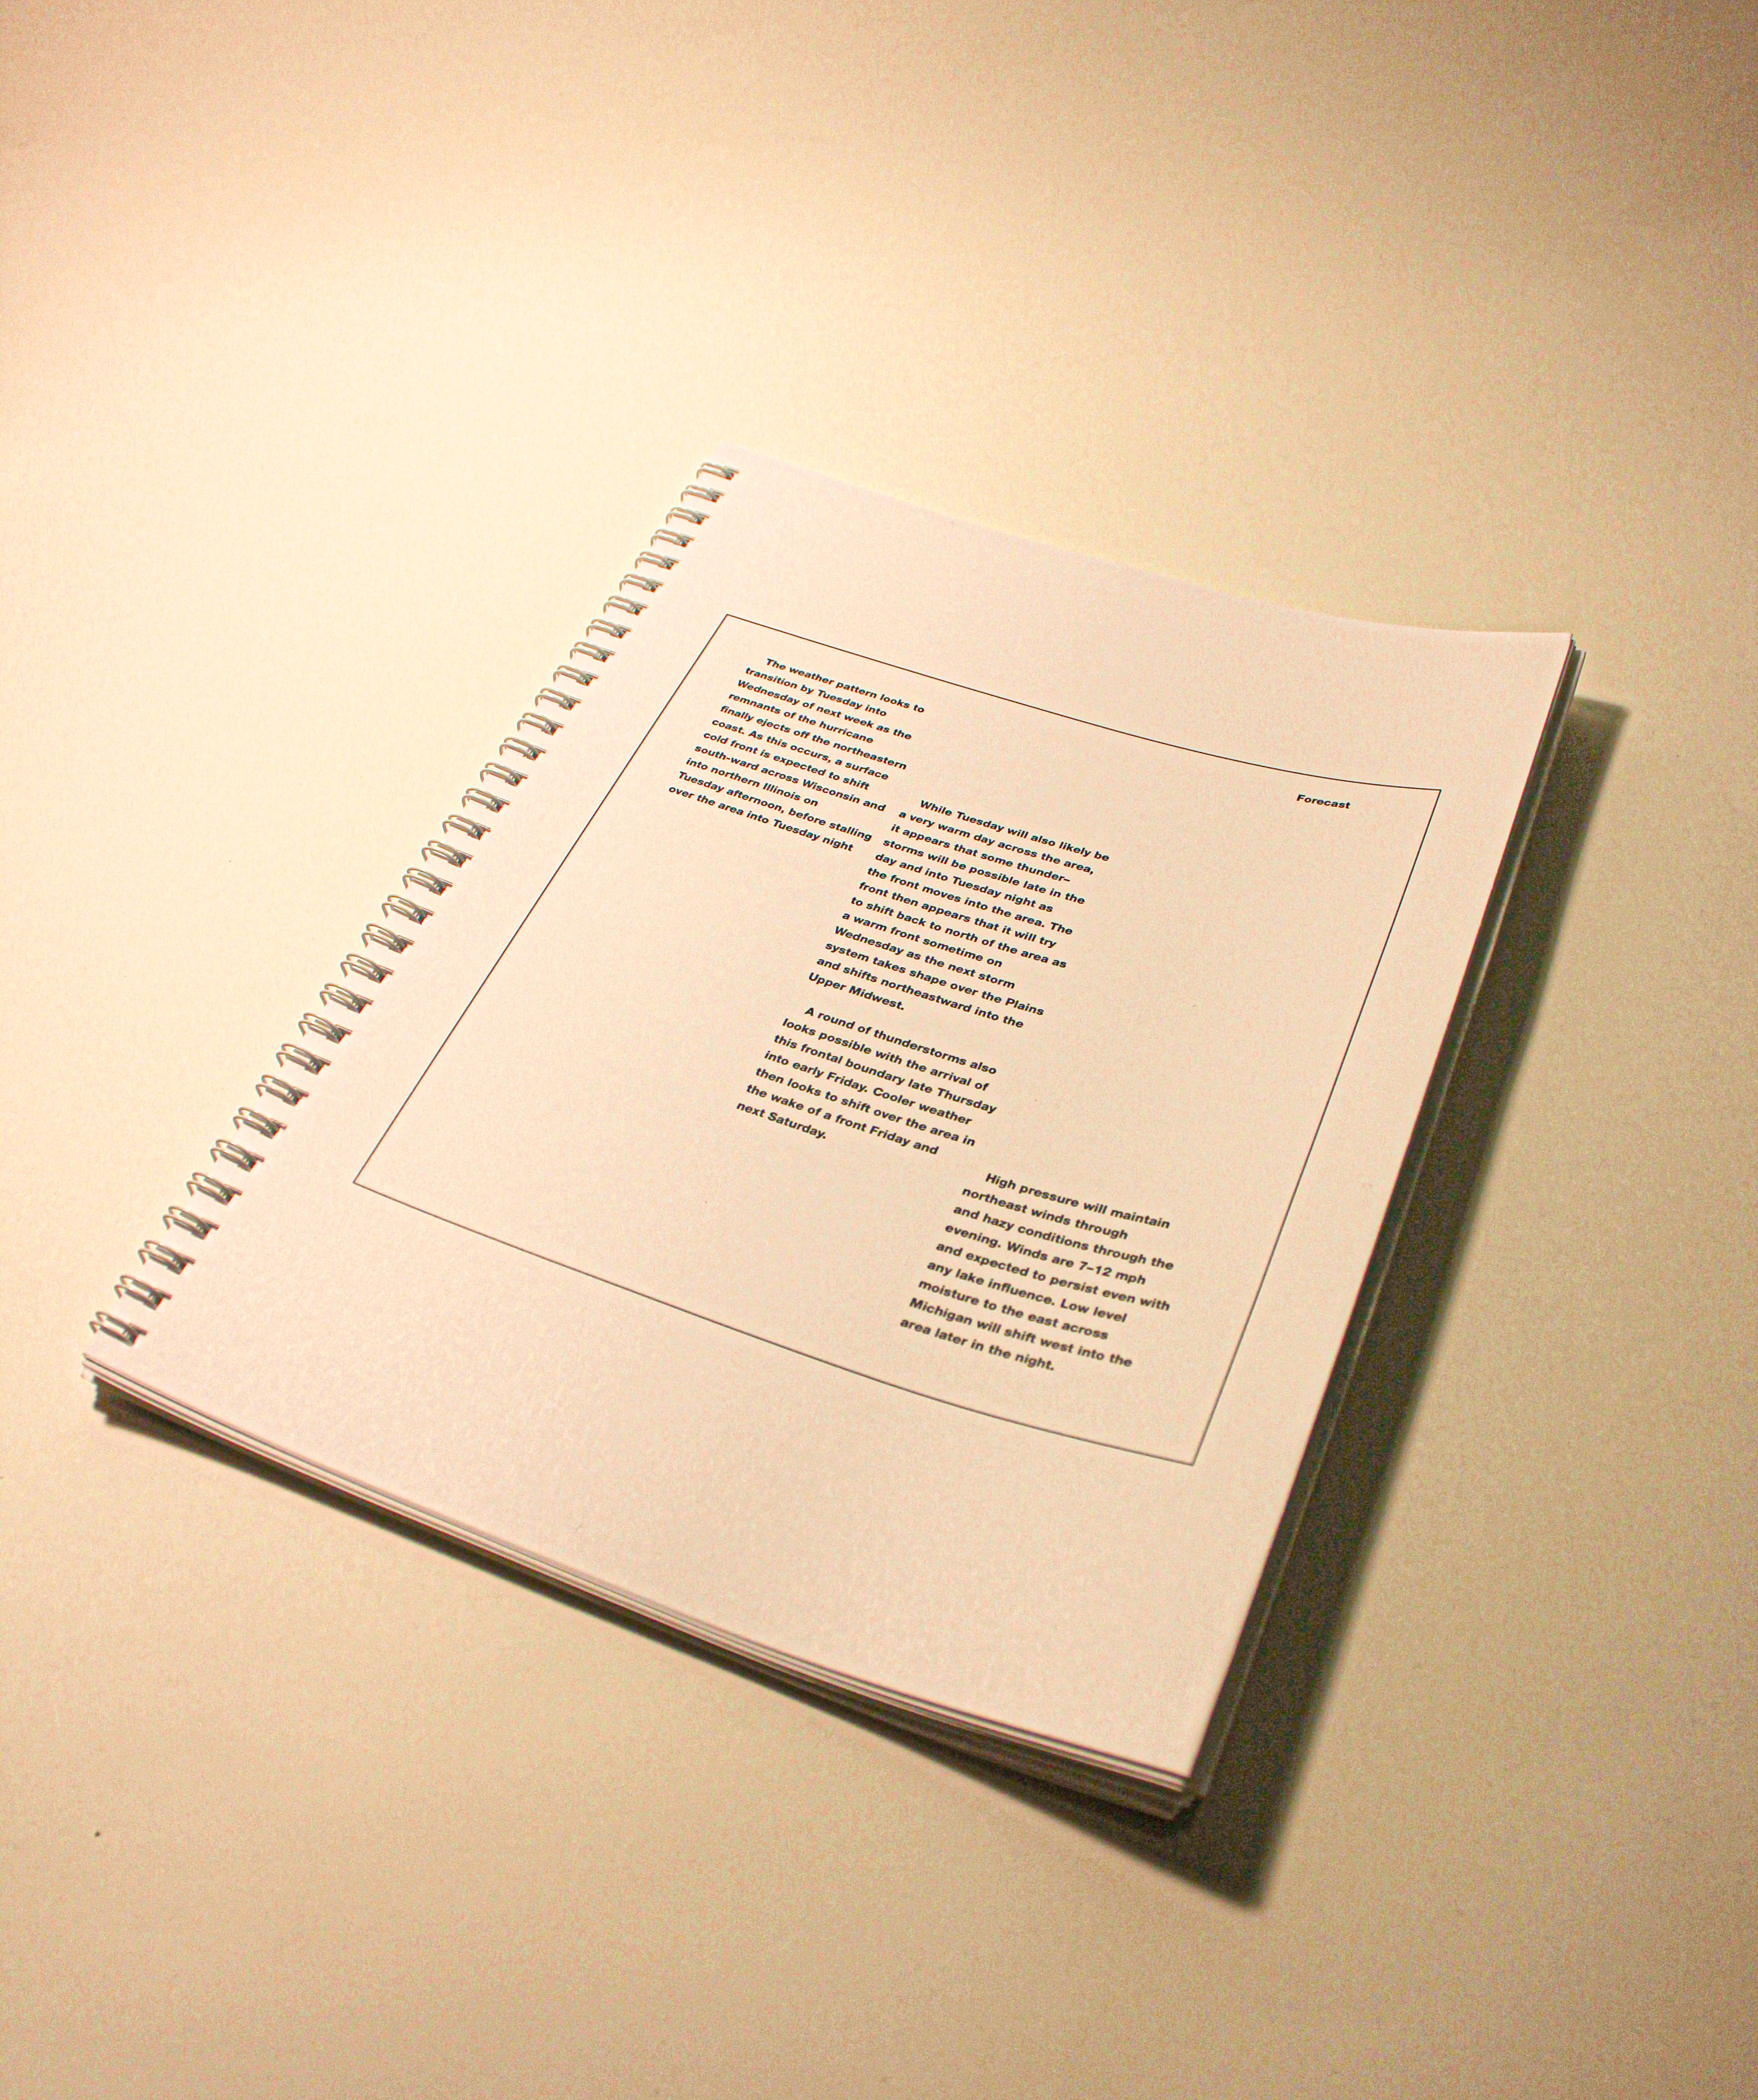 The weather pattern looks to
transition by Tuesday into
Wednesday of next week as the
remnants of the hurricane
finally ejects off the northeastern
coast. As this occurs, a surface
cold front is expected to shift
south-ward across Wisconsin and
into northern Illinois on
Tuesday afternoon, before stalling
over the area into Tuesday night
Forecast
While Tuesday will also likely be
a very warm day across the area,
it appears that some thunder–
storms will be possible late in the
day and into Tuesday night as
the front moves into the area. The
front then appears that it will try
to shift back to north of the area as
a warm front sometime on
Wednesday as the next storm
system takes shape over the Plains
and shifts northeastward into the
Upper Midwest.
A round of thunderstorms also
looks possible with the arrival of
this frontal boundary late Thursday
into early Friday. Cooler weather
then looks to shift over the area in
the wake of a front Friday and
next Saturday.
High pressure will maintain
northeast winds through
and hazy conditions through the
evening. Winds are 7–12 mph
and expected to persist even with
any lake influence. Low level
moisture to the east across
Michigan will shift west into the
area later in the night.